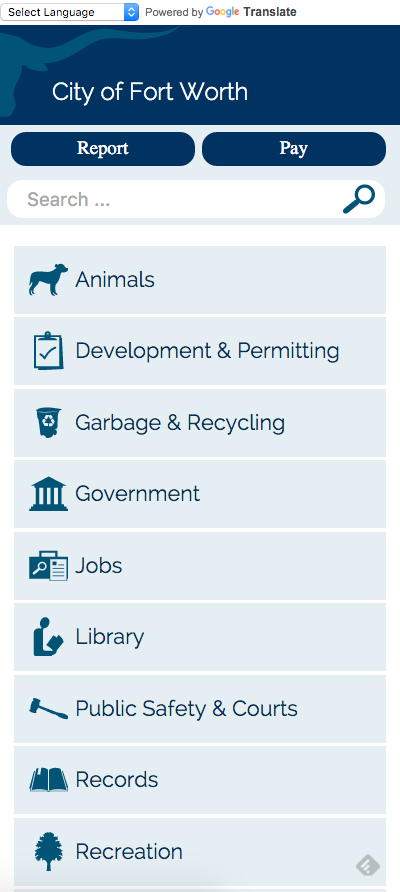 Select Language Powered by Google Translate
City of Fort Worth
Report Pay
Search ...
Animals
Development & Permitting
Garbage & Recycling
Government
Jobs
Library
Public Safety & Courts
Records
Recreation